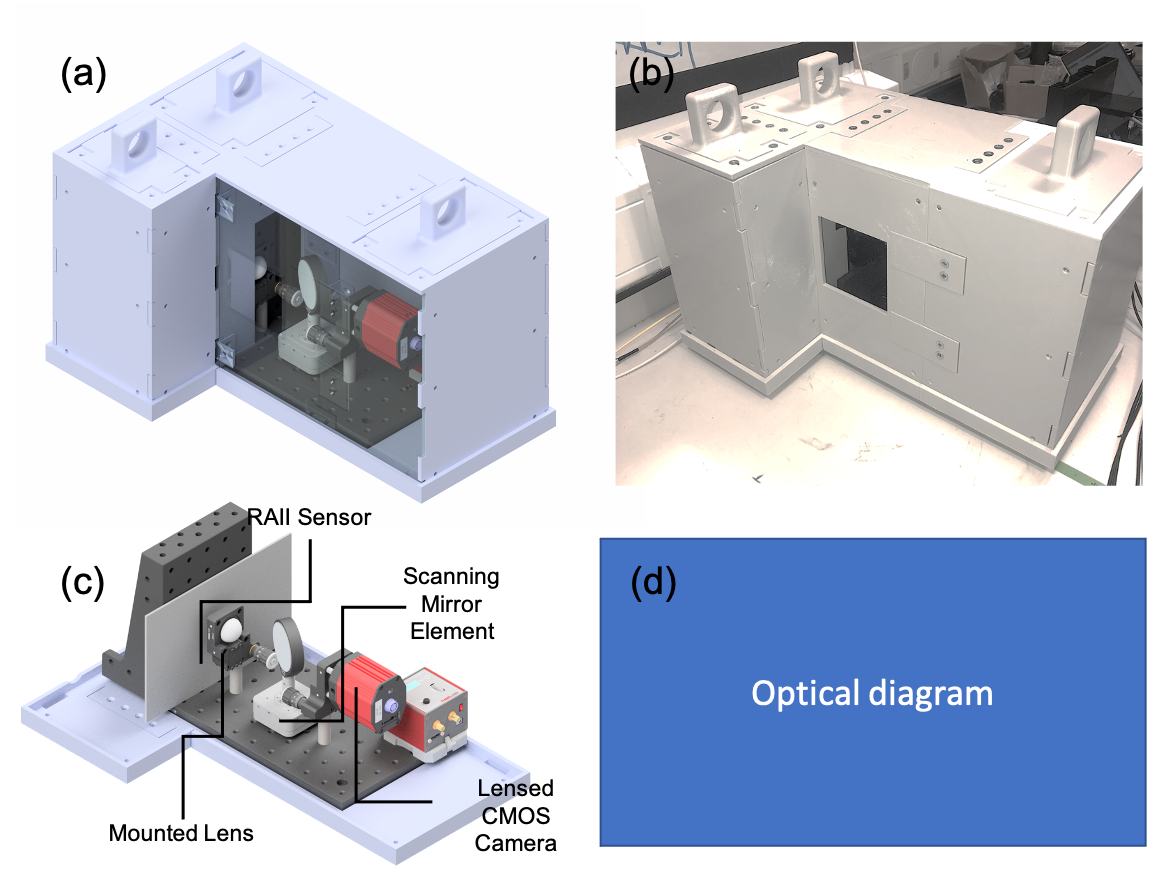 (a)
(b)
RAII Sensor
(c)
Scanning
Mirror
Element
Mounted Lens
Lensed
CMOS
Camera
(d)
Optical diagram